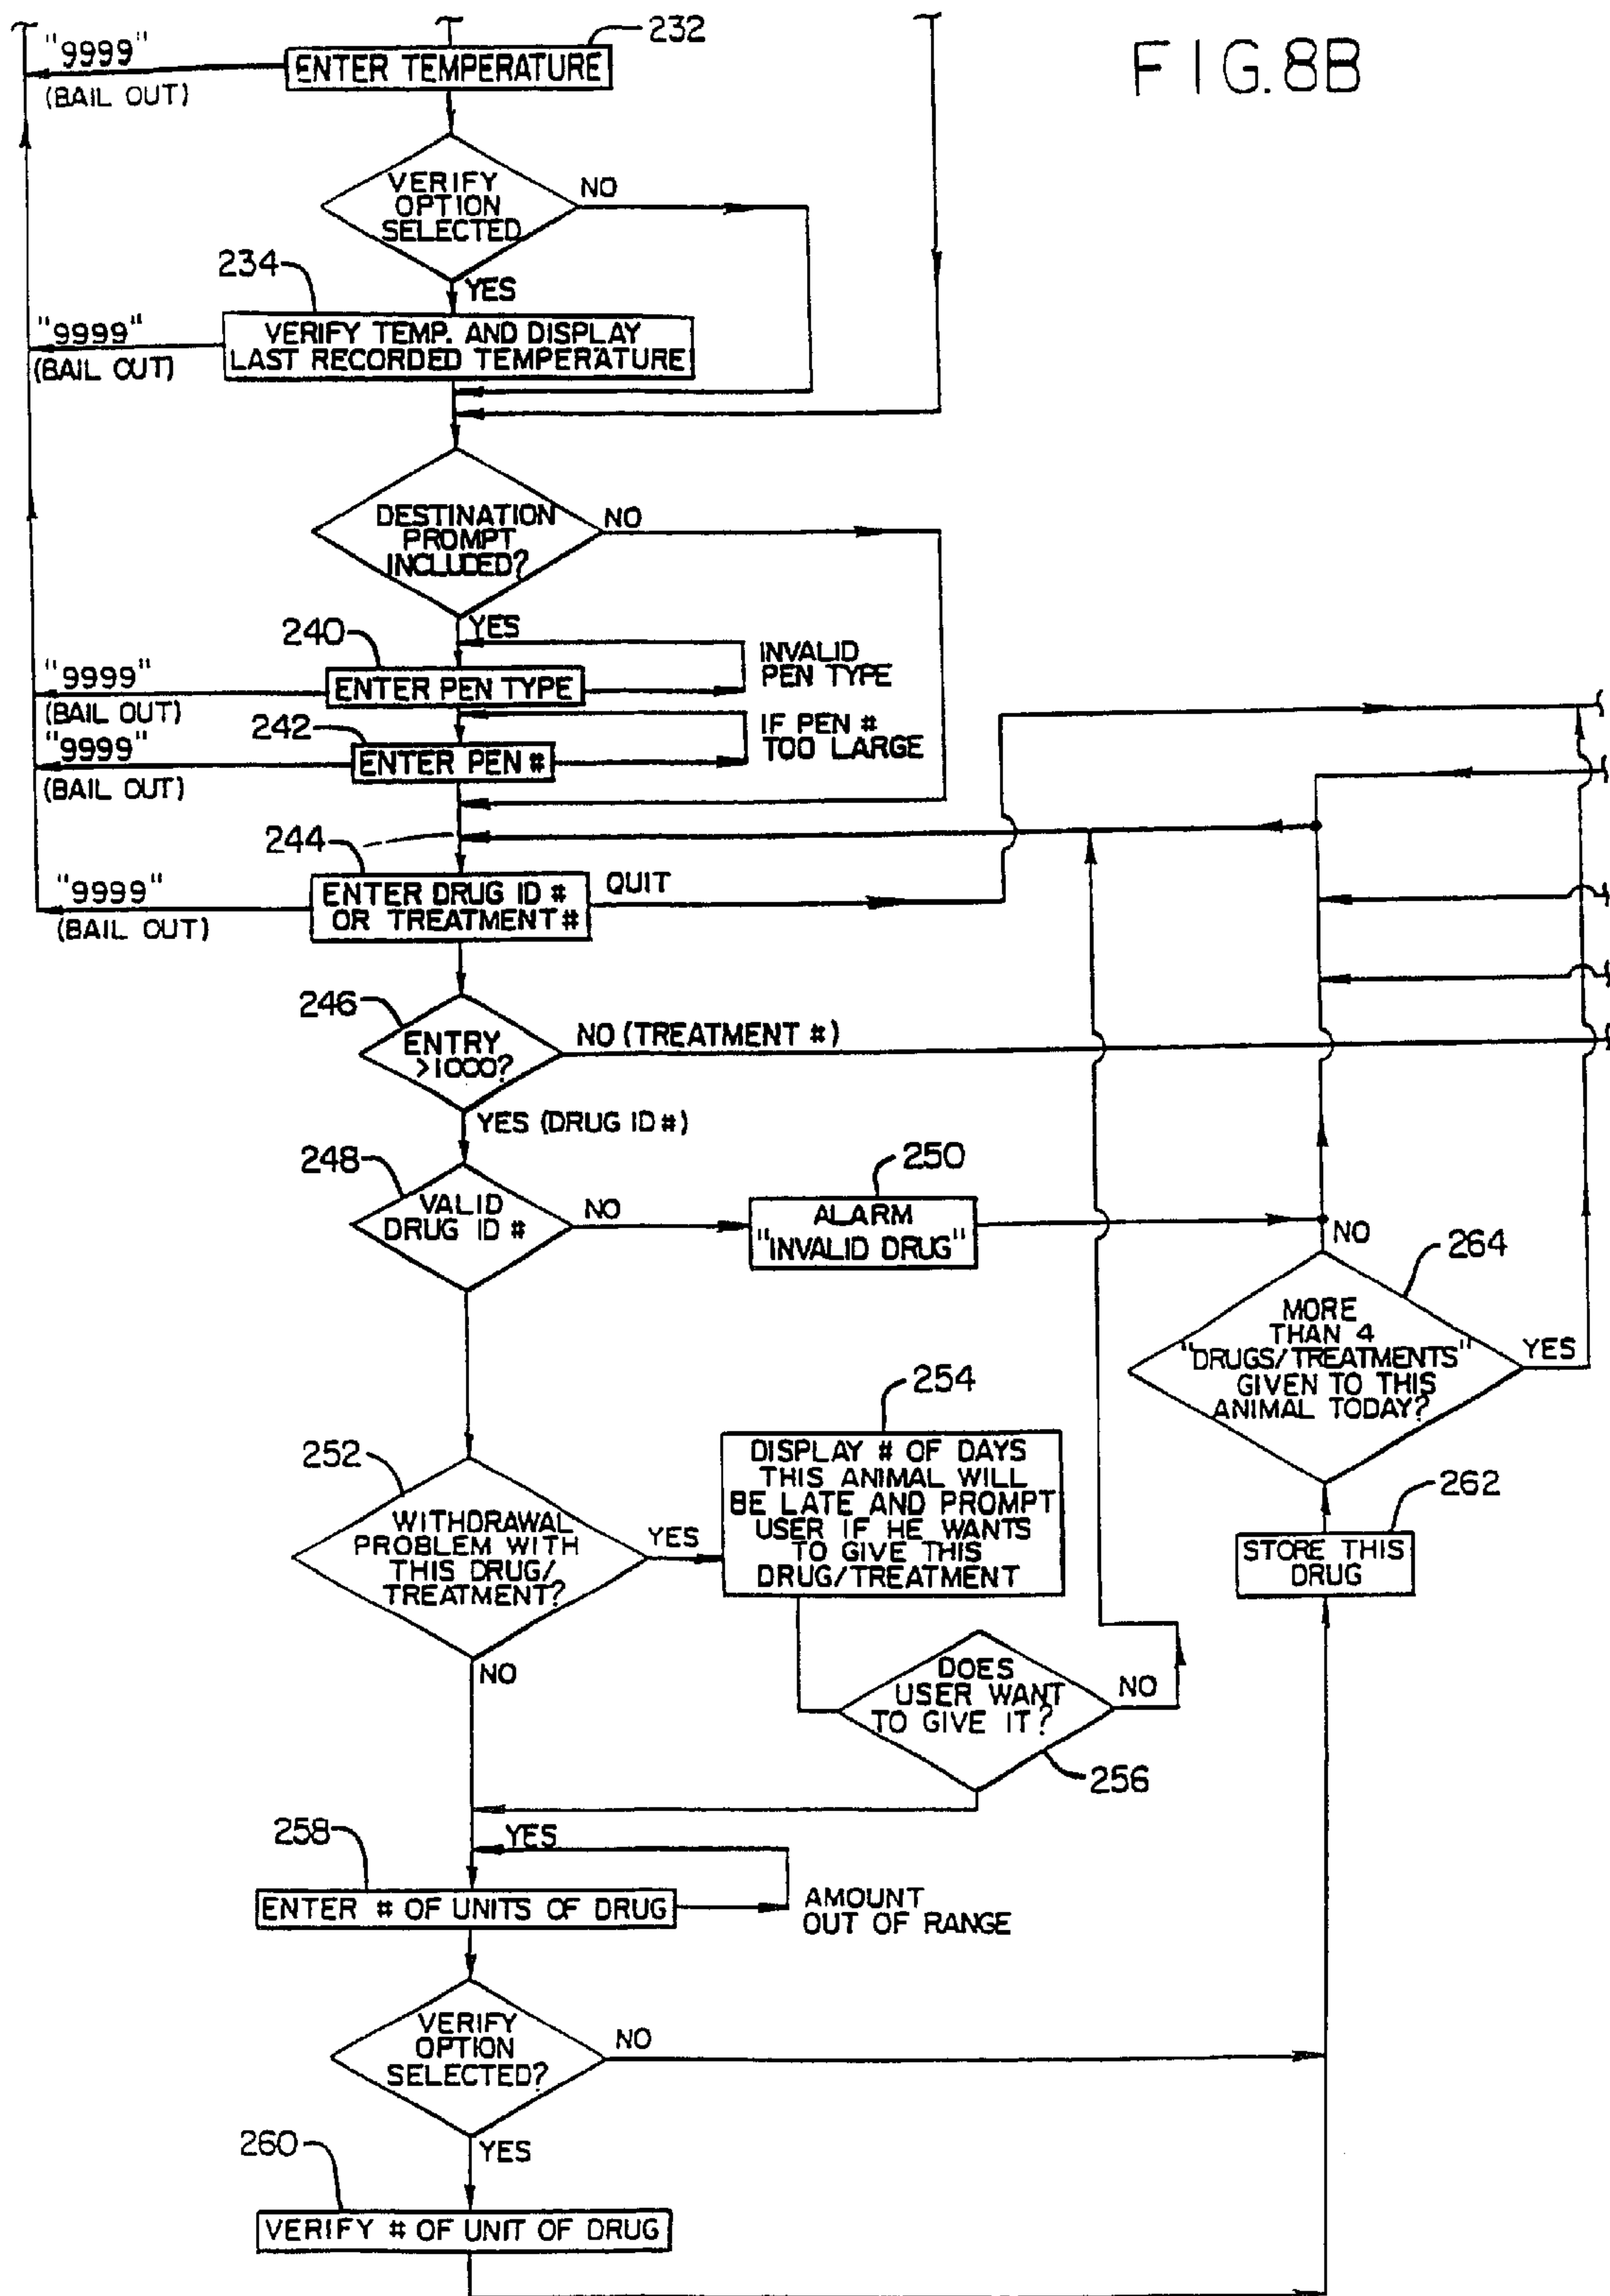 FIG.8B
232
"9999"
(BAIL OUT)
ENTER TEMPERATURE
VERIFY
OPTION
SELECTED
NO
YES
234
"9999"
(BAIL OUT)
VERIFY TEMP. AND DISPLAY
LAST RECORDED TEMPERATURE
DESTINATION
PROMPT
INCLUDED?
NO
YES
240
INVALID
PEN TYPE
"9999"
(BAIL OUT)
ENTER PEN TYPE
242
IF PEN #
TOO LARGE
"9999"
(BAIL OUT)
ENTER PEN #
244
"9999"
(BAIL OUT)
ENTER DRUG ID #
OR TREATMENT #
QUIT
246
ENTRY
>1000?
NO (TREATMENT #)
YES (DRUG ID #)
248
VALID
DRUG ID #
NO
250
ALARM
"INVALID DRUG"
NO
264
MORE
THAN 4
"DRUGS/TREATMENTS"
GIVEN TO THIS
ANIMAL TODAY?
YES
254
DISPLAY # OF DAYS
THIS ANIMAL WILL
BE LATE AND PROMPT
USER IF HE WANTS
TO GIVE THIS
DRUG/TREATMENT
252
WITHDRAWAL
PROBLEM WITH
THIS DRUG/
TREATMENT?
YES
NO
262
STORE THIS
DRUG
DOES
USER WANT
TO GIVE IT?
NO
256
258
YES
ENTER # OF UNITS OF DRUG
AMOUNT
OUT OF RANGE
VERIFY
OPTION
SELECTED?
NO
YES
260
VERIFY # OF UNIT OF DRUG